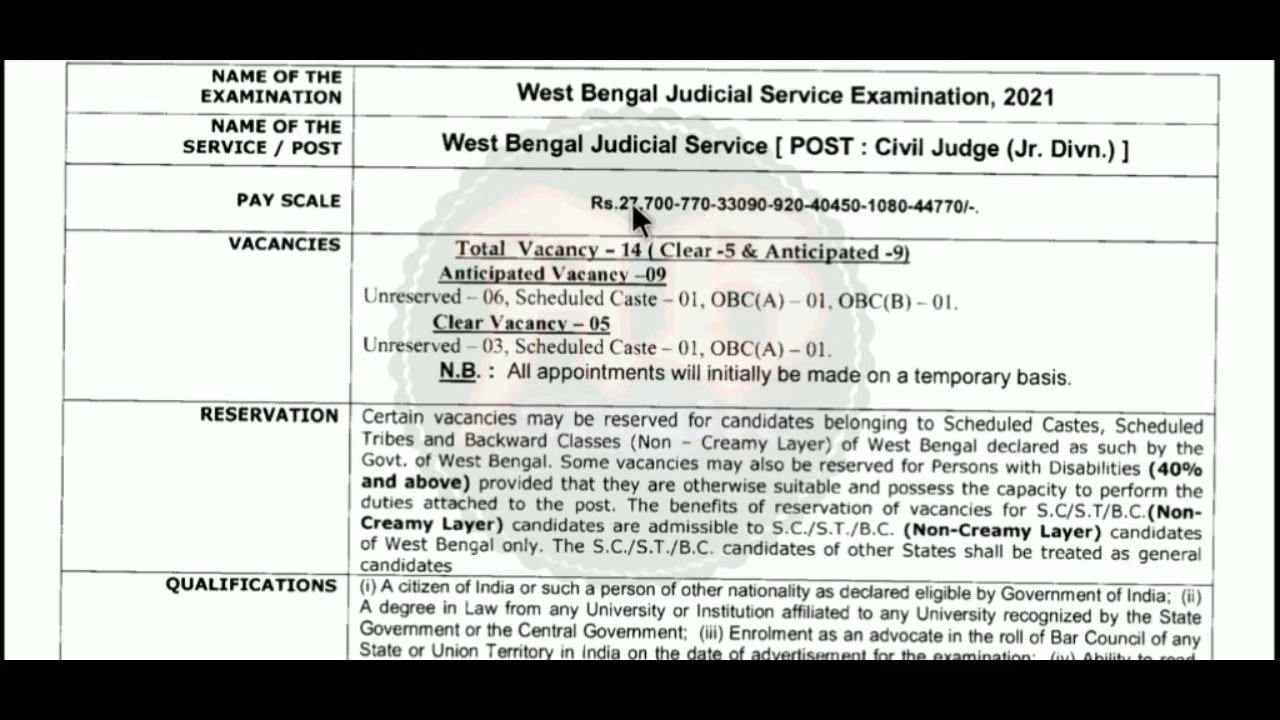 NAME OF THE
EXAMINATION
West Bengal Judicial Service Examination, 2021
NAME OF THE
SERVICE / POST
West Bengal Judicial Service [ POST : Civil Judge (Jr. Divn.) ]
PAY SCALE
Rs.27,700-770-33090-920-40450-1080-44770/-.
VACANCIES
Total Vacancy – 14 ( Clear -5 & Anticipated -9)
Anticipated Vacancy –09
Unreserved – 06, Scheduled Caste – 01, OBC(A) – 01, OBC(B) – 01.
Clear Vacancy – 05
Unreserved – 03, Scheduled Caste – 01, OBC(A) – 01.
N.B. : All appointments will initially be made on a temporary basis.
RESERVATION
Certain vacancies may be reserved for candidates belonging to Scheduled Castes, Scheduled
Tribes and Backward Classes (Non – Creamy Layer) of West Bengal declared as such by the
Govt. of West Bengal. Some vacancies may also be reserved for Persons with Disabilities (40%
and above) provided that they are otherwise suitable and possess the capacity to perform the
duties attached to the post. The benefits of reservation of vacancies for S.C/S.T/B.C.(Non-
Creamy Layer) candidates are admissible to S.C./S.T./B.C. (Non-Creamy Layer) candidates
of West Bengal only. The S.C./S.T./B.C. candidates of other States shall be treated as general
candidates
QUALIFICATIONS
(i) A citizen of India or such a person of other nationality as declared eligible by Government of India; (ii)
A degree in Law from any University or Institution affiliated to any University recognized by the State
Government or the Central Government; (iii) Enrolment as an advocate in the roll of Bar Council of any
State or Union Territory in India on the date of advertisement for the examination; (iv) Ability to read,